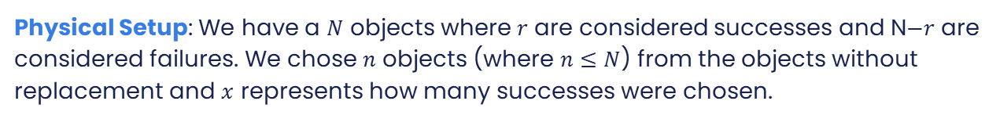 Physical Setup: We have a N objects where r are considered successes and N−r are
considered failures. We chose n objects (where n ≤ N) from the objects without
replacement and x represents how many successes were chosen.